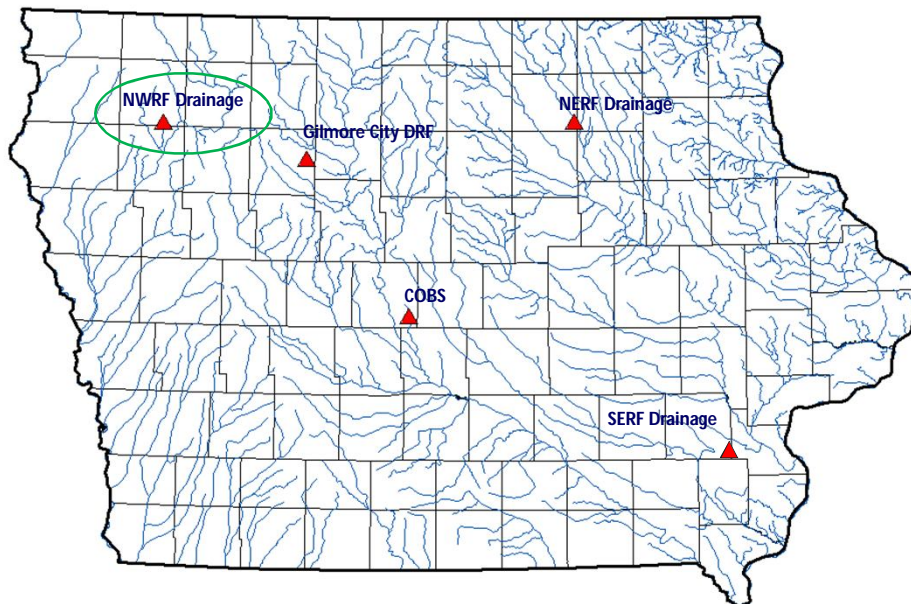 NWRF Drainage
NERF Drainage
Gilmore City DRF
COBS
SERF Drainage